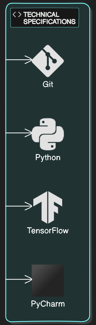 <> TECHNICAL
SPECIFICATIONS
Git
Python
TensorFlow
PyCharm